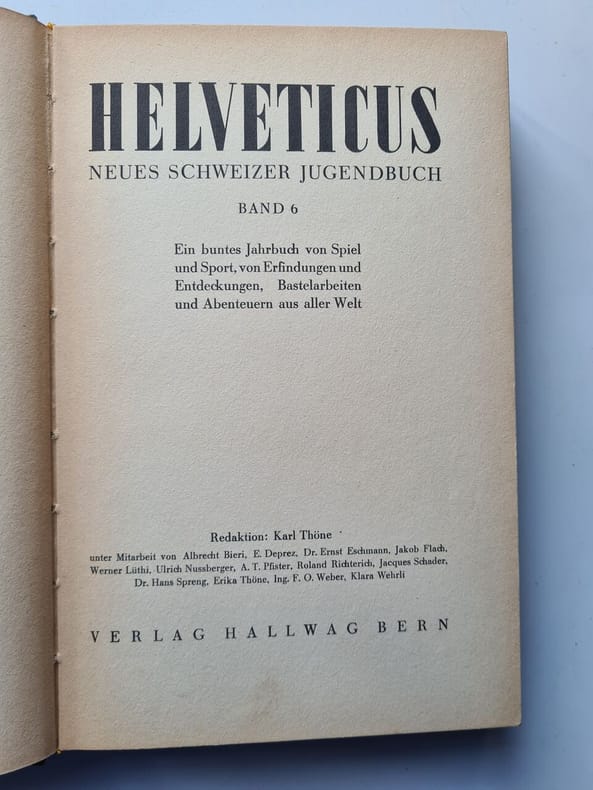 HELVETICUS
NEUES SCHWEIZER JUGENDBUCH
BAND 6
Ein buntes Jahrbuch von Spiel
und Sport, von Erfindungen und
Entdeckungen, Bastelarbeiten
und Abenteuern aus aller Welt
Redaktion: Karl Thöne
unter Mitarbeit von Albrecht Bieri, E. Deprez, Dr. Ernst Eschmann, Jakob Flach,
Werner Lüthi, Ulrich Nussberger, A. T. Pfister, Roland Richterich, Jacques Schader,
Dr. Hans Spreng, Erika Thöne, Ing. F. O. Weber, Klara Wehrli
VERLAG HALLWAG BERN